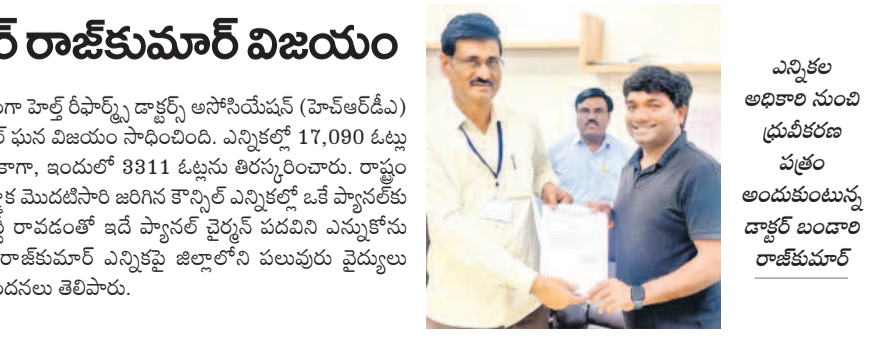 ర్ రాజ్‌కుమార్ విజయం
ంగా హెల్త్ రీఫార్మ్స్ డాక్టర్స్ అసోసియేషన్ (హెచ్ఆర్‌డీఏ)
ల్ ఘన విజయం సాధించింది. ఎన్నికల్లో 17,090 ఓట్లు
కాగా, ఇందులో 3311 ఓట్లను తిరస్కరించారు. రాష్ట్రం
మొదటిసారి జరిగిన కౌన్సిల్ ఎన్నికల్లో ఒకే ప్యానల్‌కు
రావడంతో ఇదే ప్యానల్ చైర్మన్ పదవిని ఎన్నుకోను
రాజ్‌కుమార్ ఎన్నికపై జిల్లాలోని పలువురు వైద్యులు
ందనలు తెలిపారు.
ఎన్నికల
అధికారి నుంచి
ధ్రువీకరణ
పత్రం
అందుకుంటున్న
డాక్టర్ బండారి
రాజ్‌కుమార్